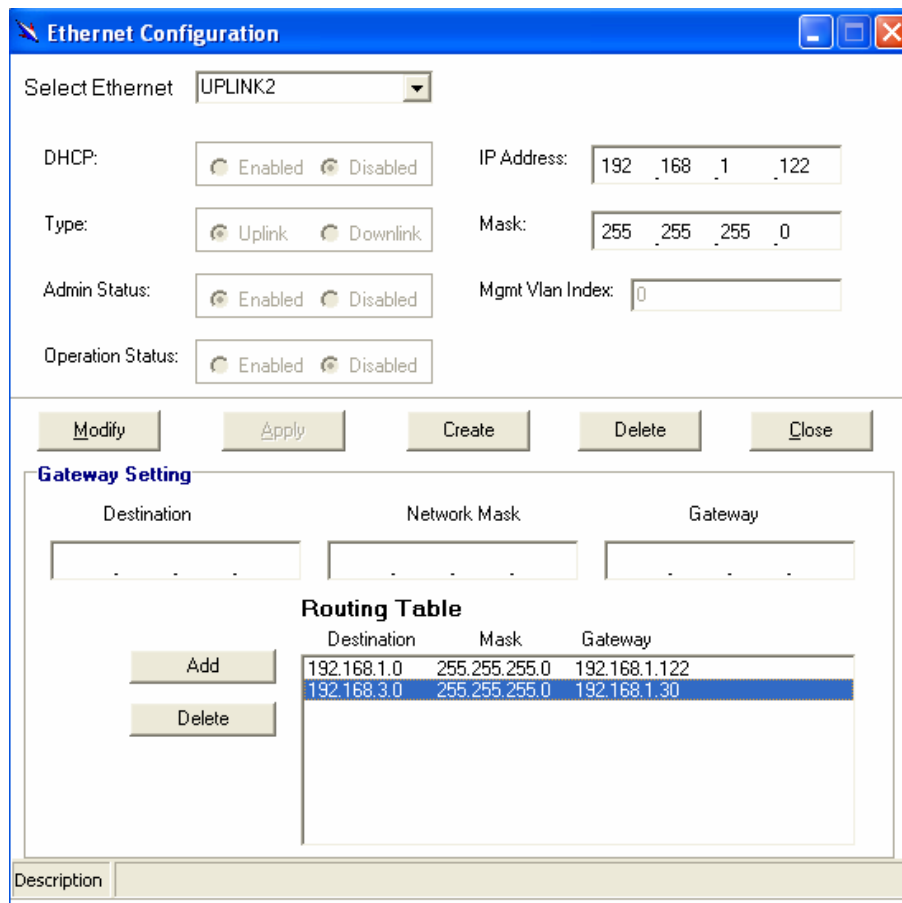 Ethernet Configuration
Select Ethernet UPLINK2
DHCP: Enabled Disabled IP Address: 192 .168 .1 .122
Type: Uplink Downlink Mask: 255 .255 .255 .0
Admin Status: Enabled Disabled Mgmt Vlan Index: 0
Operation Status: Enabled Disabled
Modify Apply Create Delete Close
Gateway Setting
Destination Network Mask Gateway
. . . . . . . . .
Routing Table
Destination Mask Gateway
Add
192.168.1.0 255.255.255.0 192.168.1.122
192.168.3.0 255.255.255.0 192.168.1.30
Delete
Description